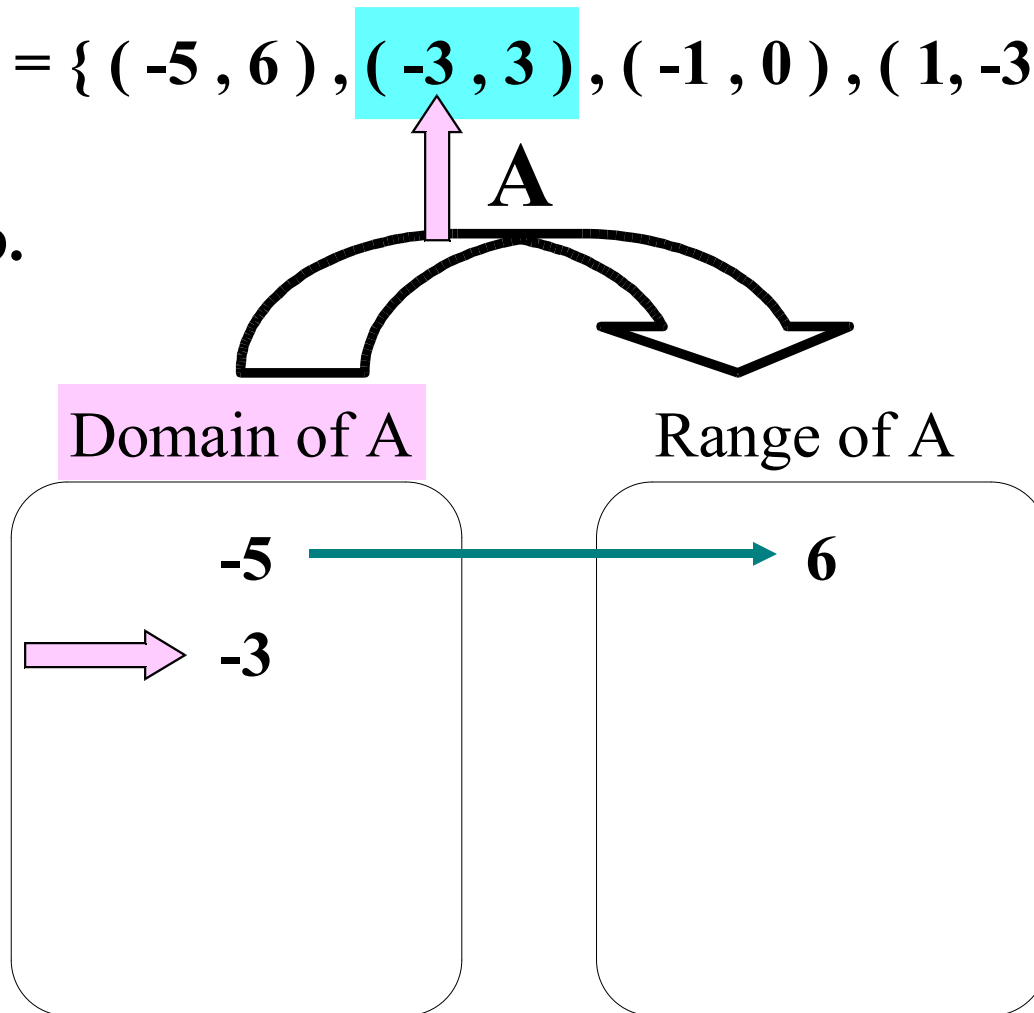 = { ( -5 , 6 ) , ( -3 , 3 ) , ( -1 , 0 ) , ( 1, -3
A
Domain of A Range of A
-5 6
-3